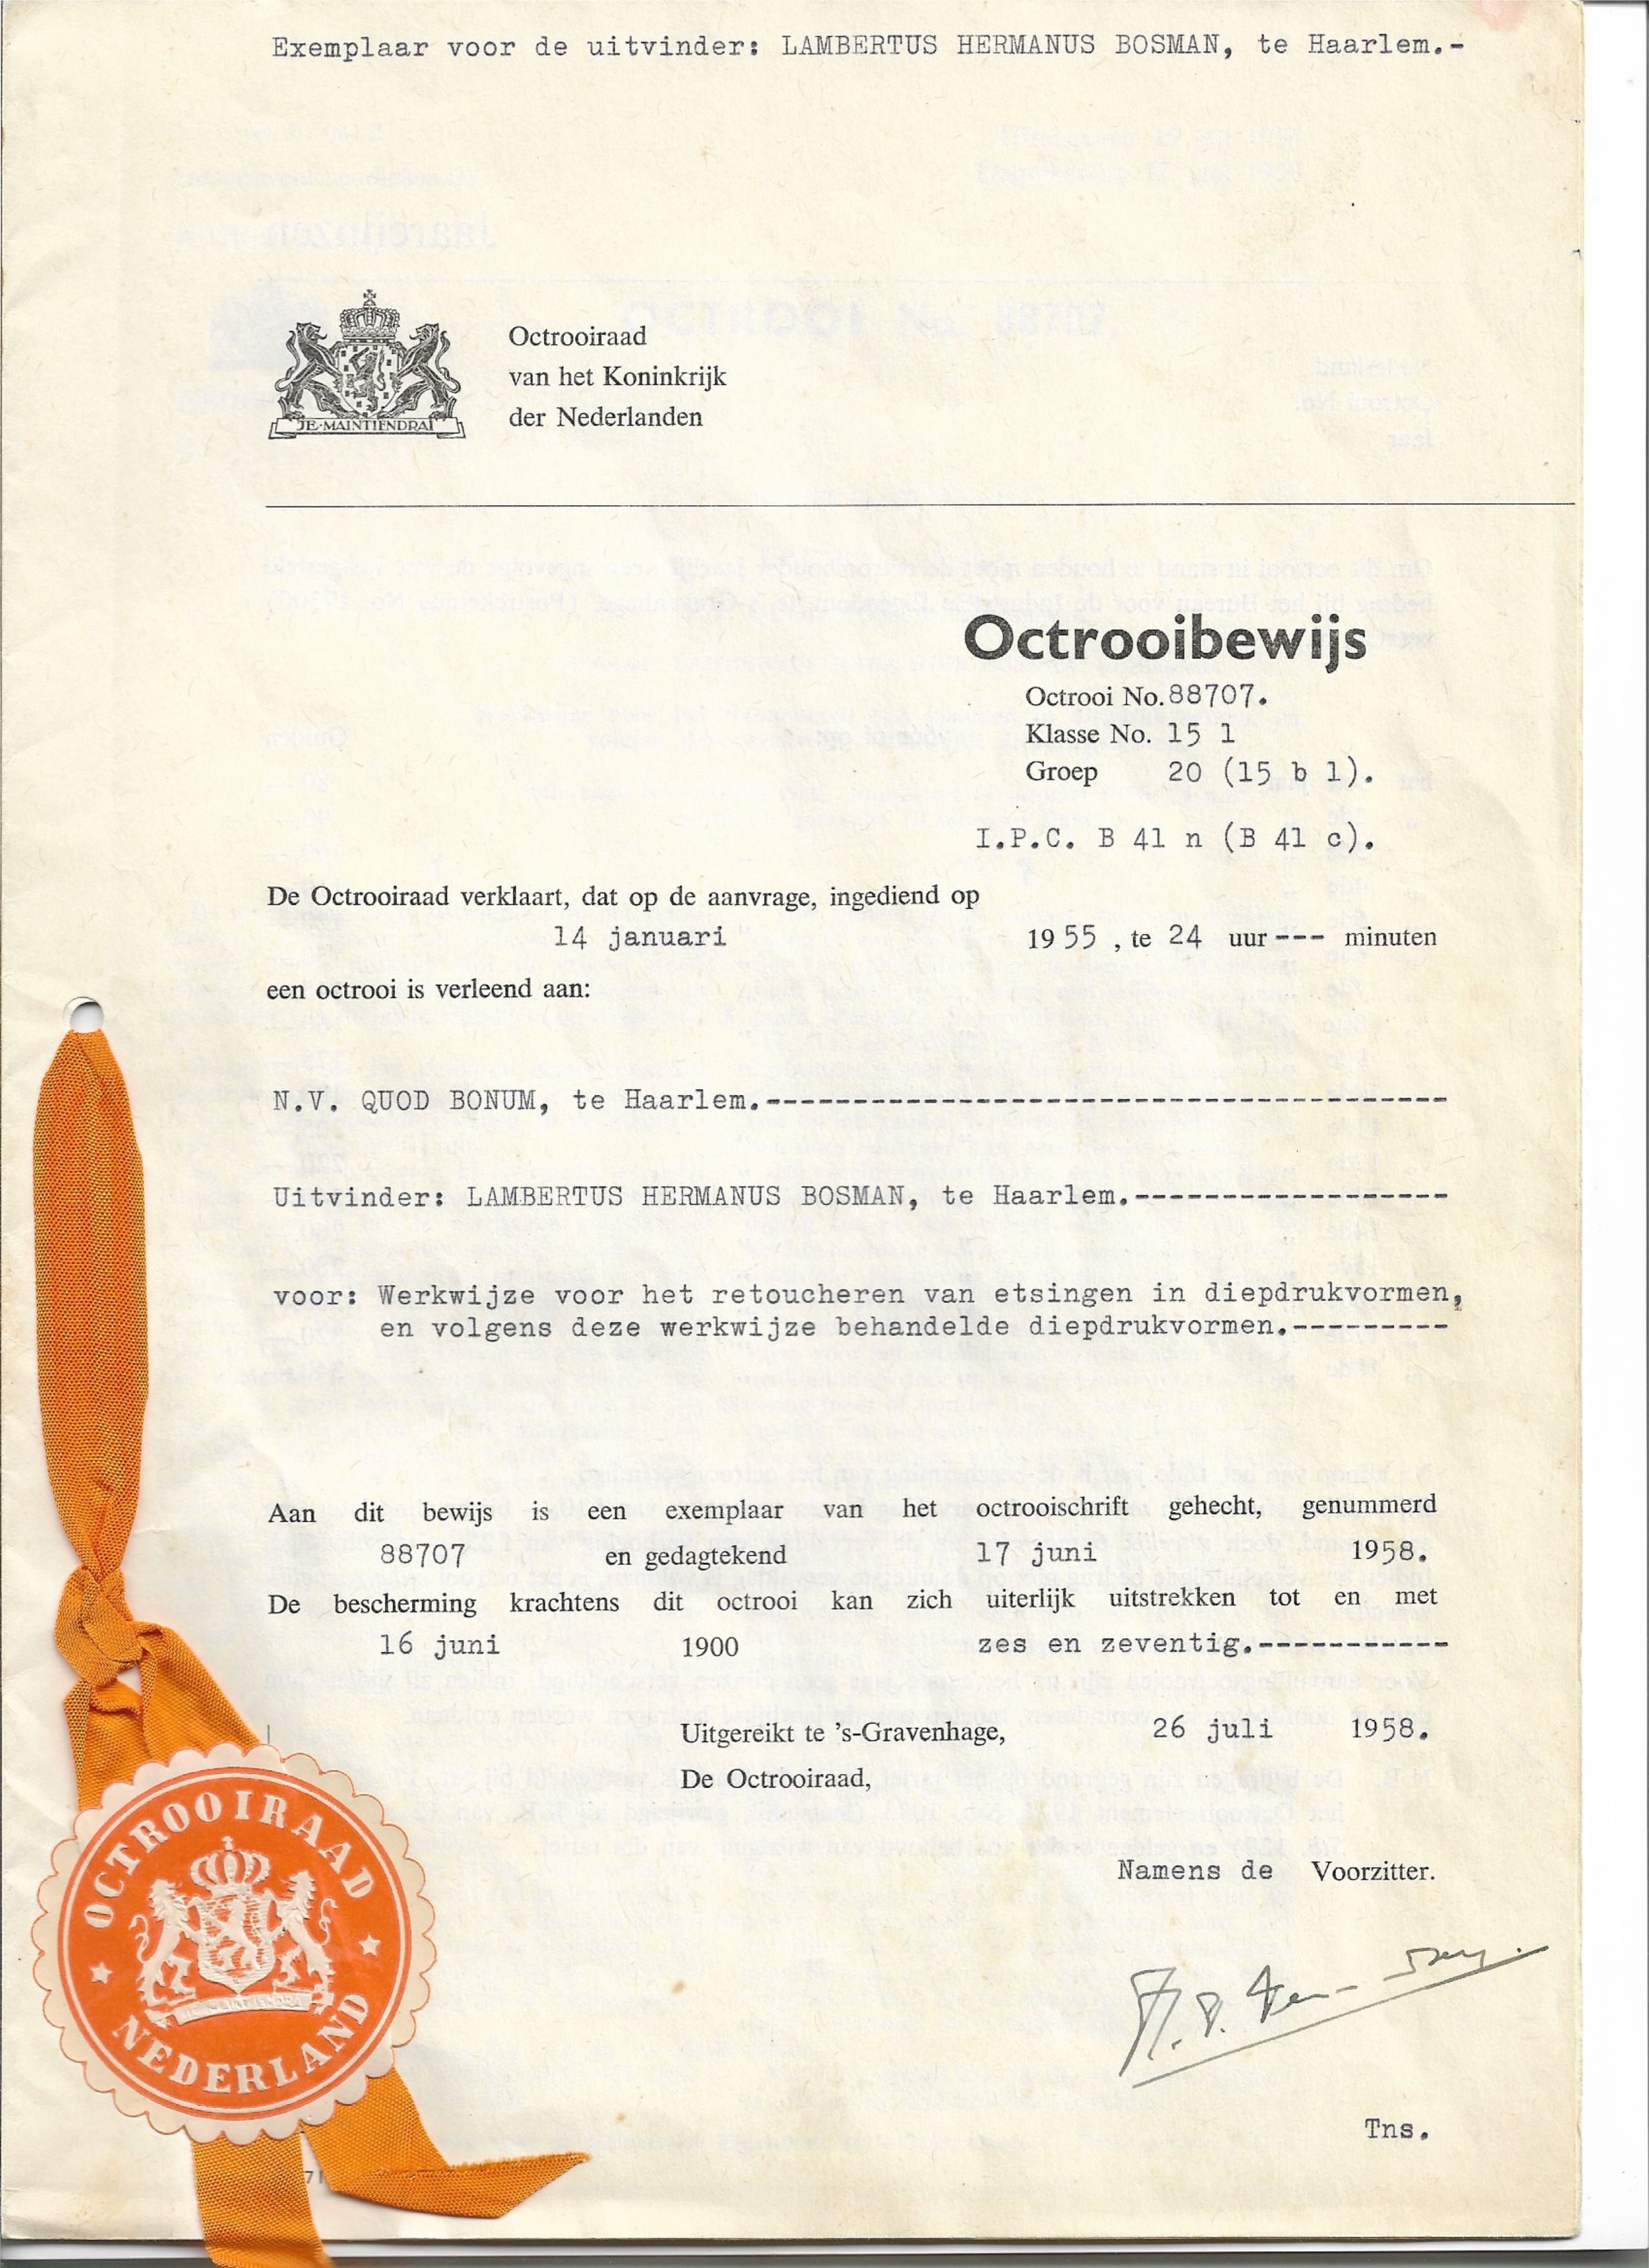 Exemplaar voor de uitvinder: LAMBERTUS HERMANUS BOSMAN, te Haarlem.-
JE·MAINTIENDRAI
Octrooiraad
van het Koninkrijk
der Nederlanden
Octrooibewijs
Octrooi No. 88707.
Klasse No. 15 l
Groep 20 (15 b 1).
I.P.C. B 41 n (B 41 c).
De Octrooiraad verklaart, dat op de aanvrage, ingediend op
14 januari 1955 , te 24 uur --- minuten
een octrooi is verleend aan:
N.V. QUOD BONUM, te Haarlem.---------------------------------------
Uitvinder: LAMBERTUS HERMANUS BOSMAN, te Haarlem.------------------
voor: Werkwijze voor het retoucheren van etsingen in diepdrukvormen,
en volgens deze werkwijze behandelde diepdrukvormen.---------
Aan dit bewijs is een exemplaar van het octrooischrift gehecht, genummerd
88707 en gedagtekend 17 juni 1958.
De bescherming krachtens dit octrooi kan zich uiterlijk uitstrekken tot en met
16 juni 1900 zes en zeventig.-----------
Uitgereikt te 's-Gravenhage, 26 juli 1958.
De Octrooiraad,
Namens de Voorzitter.
Tns.
OCTROOIRAAD
NEDERLAND